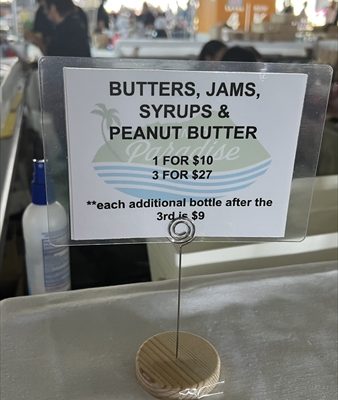 BUTTERS, JAMS,
SYRUPS &
PEANUT BUTTER
Paradise
1 FOR $10
3 FOR $27
**each additional bottle after the
3rd is $9